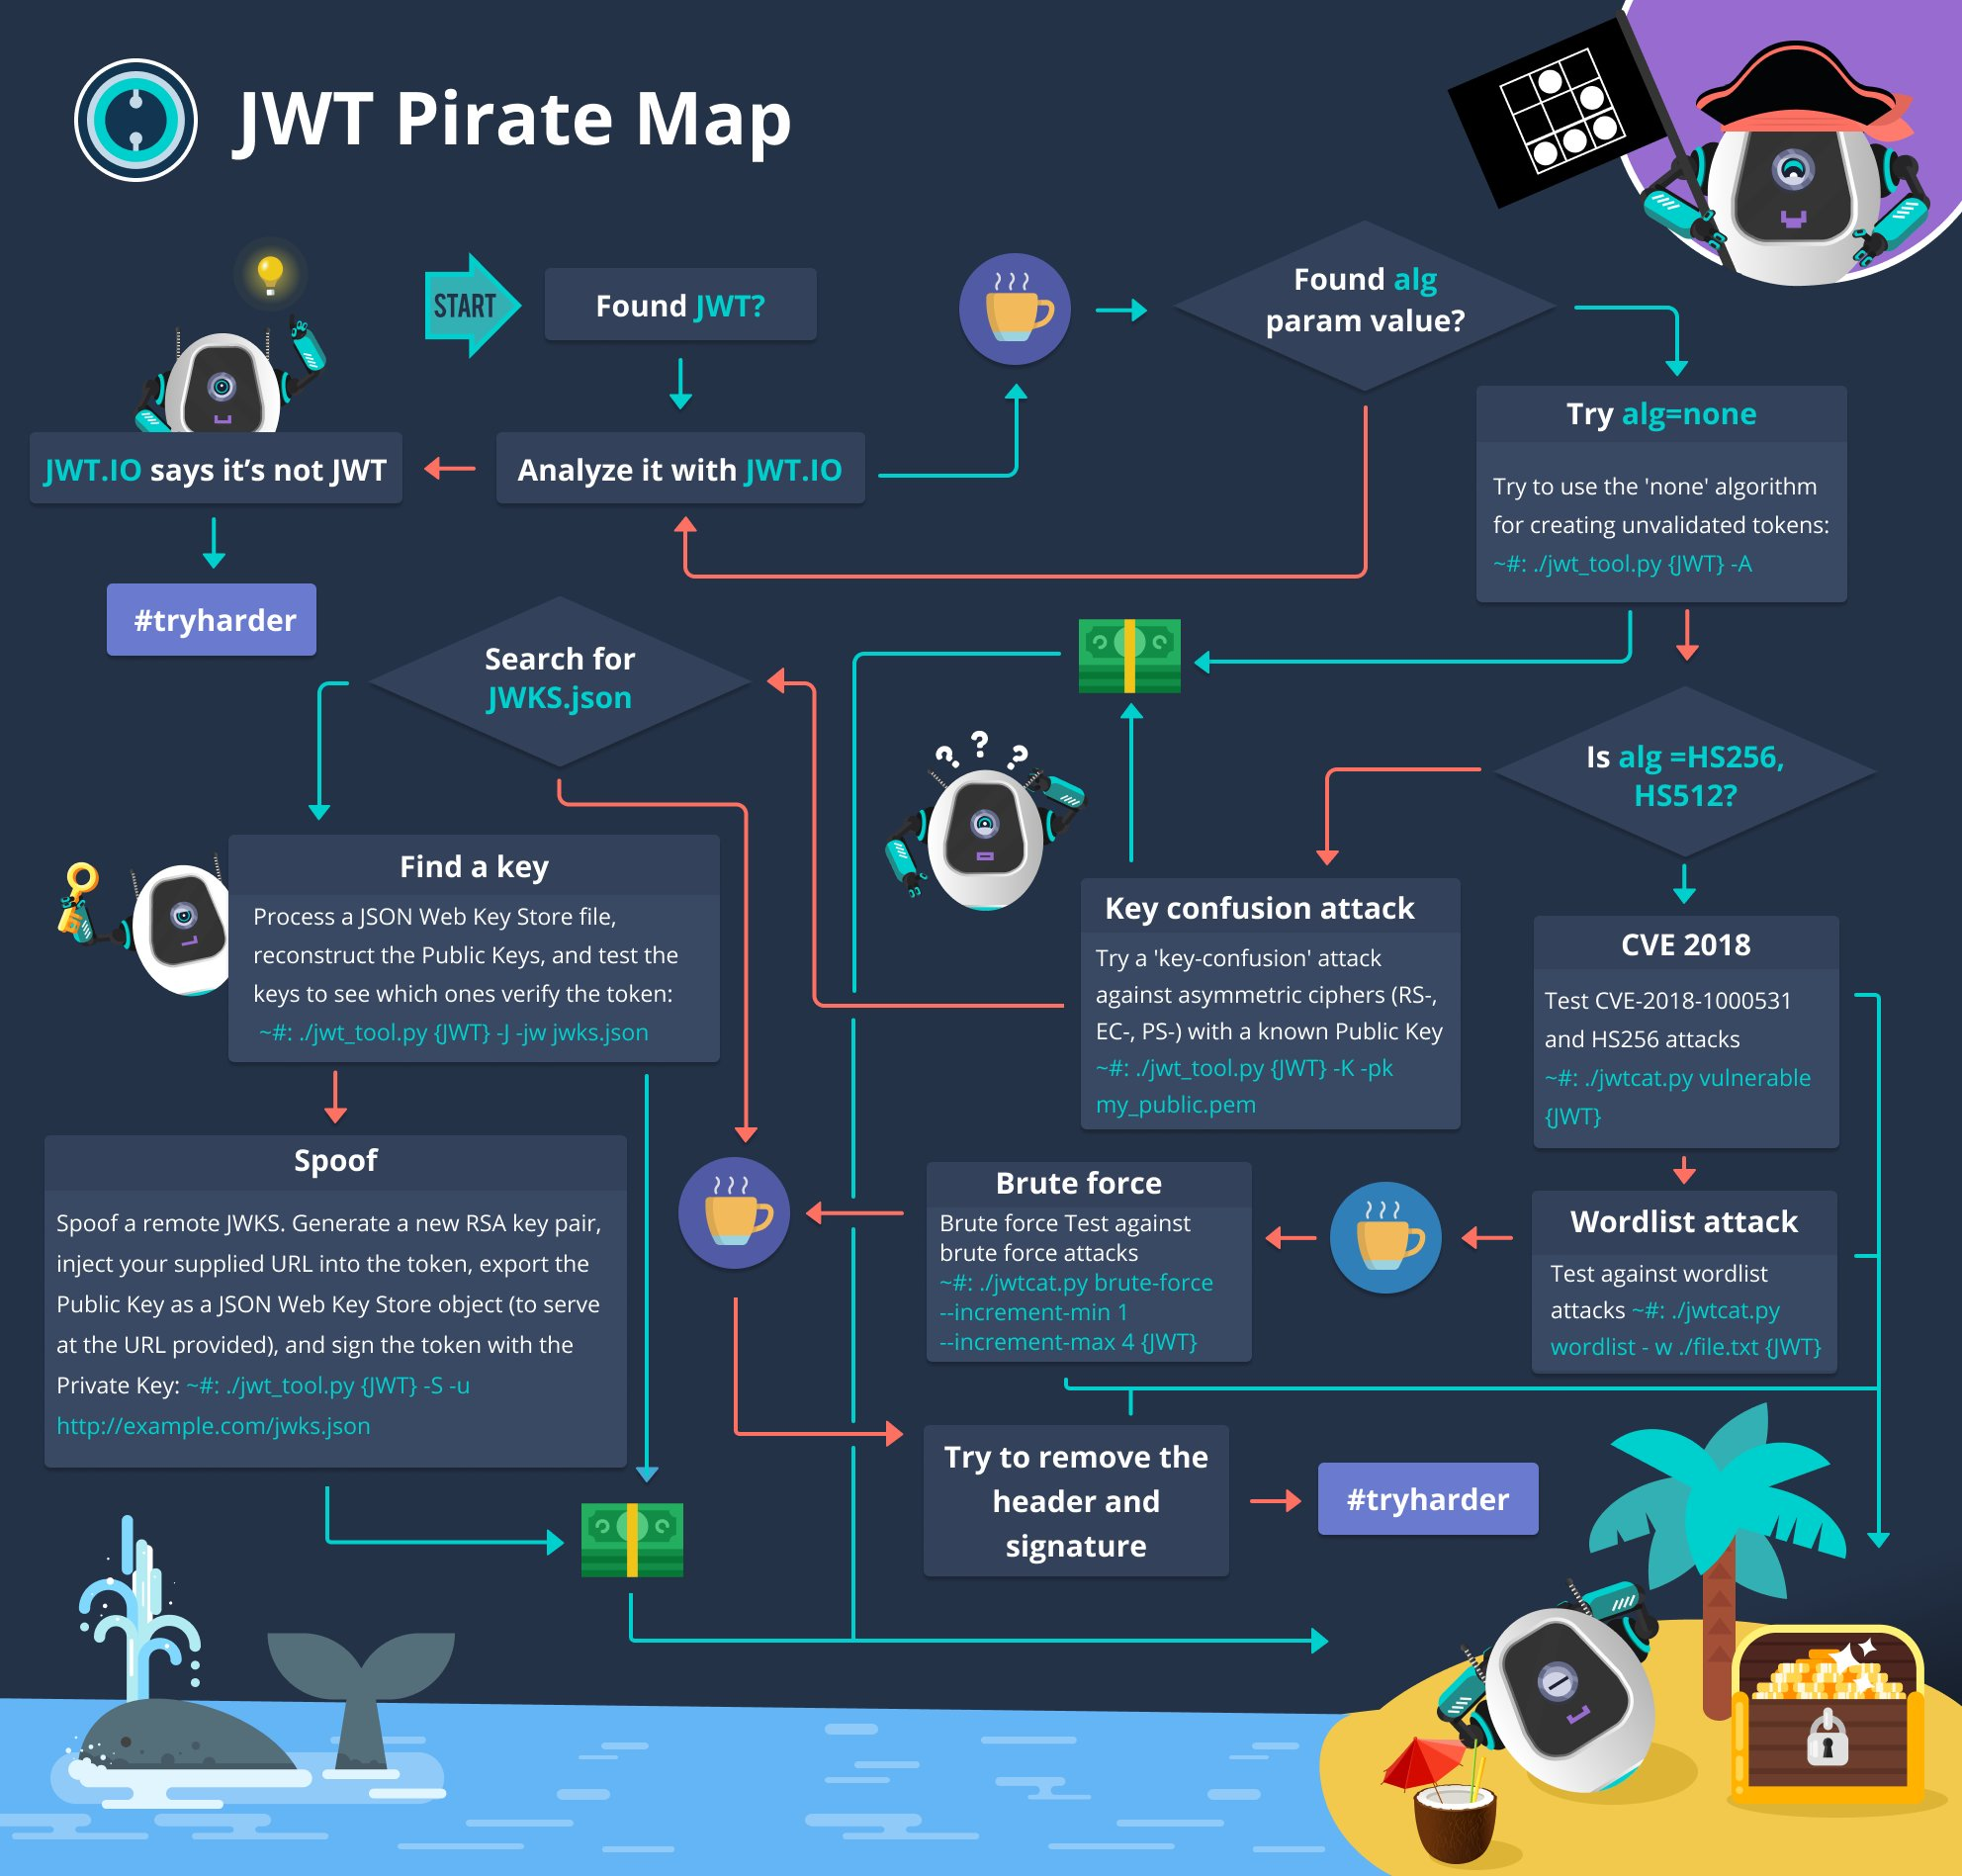 JWT Pirate Map
START
Found JWT?
Found alg
param value?
Try alg=none
Try to use the 'none' algorithm
for creating unvalidated tokens:
~#: ./jwt_tool.py {JWT} -A
JWT.IO says it's not JWT
Analyze it with JWT.IO
#tryharder
Search for
JWKS.json
? ? ?
Is alg =HS256,
HS512?
Find a key
Process a JSON Web Key Store file,
reconstruct the Public Keys, and test the
keys to see which ones verify the token:
~#: ./jwt_tool.py {JWT} -J -jw jwks.json
Key confusion attack
Try a 'key-confusion' attack
against asymmetric ciphers (RS-,
EC-, PS-) with a known Public Key
~#: ./jwt_tool.py {JWT} -K -pk
my_public.pem
CVE 2018
Test CVE-2018-1000531
and HS256 attacks
~#: ./jwtcat.py vulnerable
{JWT}
Spoof
Spoof a remote JWKS. Generate a new RSA key pair,
inject your supplied URL into the token, export the
Public Key as a JSON Web Key Store object (to serve
at the URL provided), and sign the token with the
Private Key: ~#: ./jwt_tool.py {JWT} -S -u
http://example.com/jwks.json
Brute force
Brute force Test against
brute force attacks
~#: ./jwtcat.py brute-force
--increment-min 1
--increment-max 4 {JWT}
Wordlist attack
Test against wordlist
attacks ~#: ./jwtcat.py
wordlist - w ./file.txt {JWT}
Try to remove the
header and
signature
#tryharder